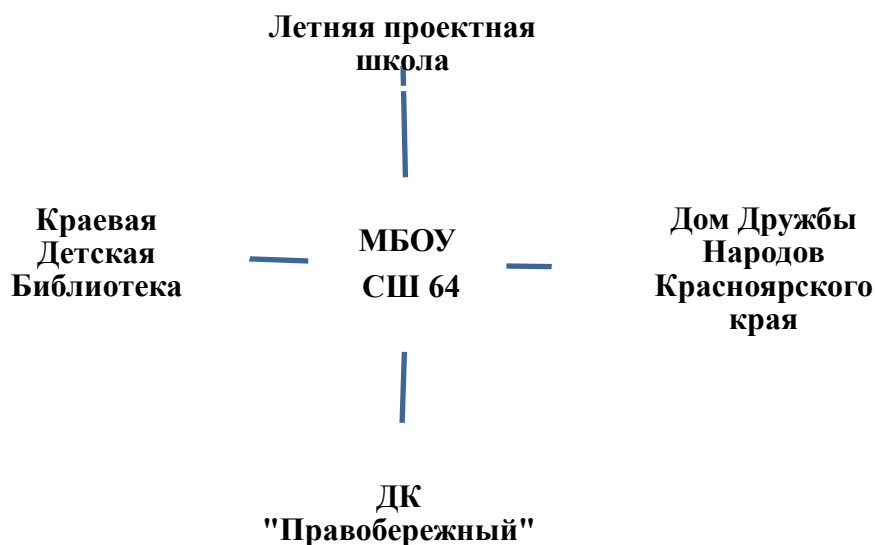 Летняя проектная
школа
Краевая
Детская
Библиотека
МБОУ
СШ 64
Дом Дружбы
Народов
Красноярского
края
ДК
"Правобережный"